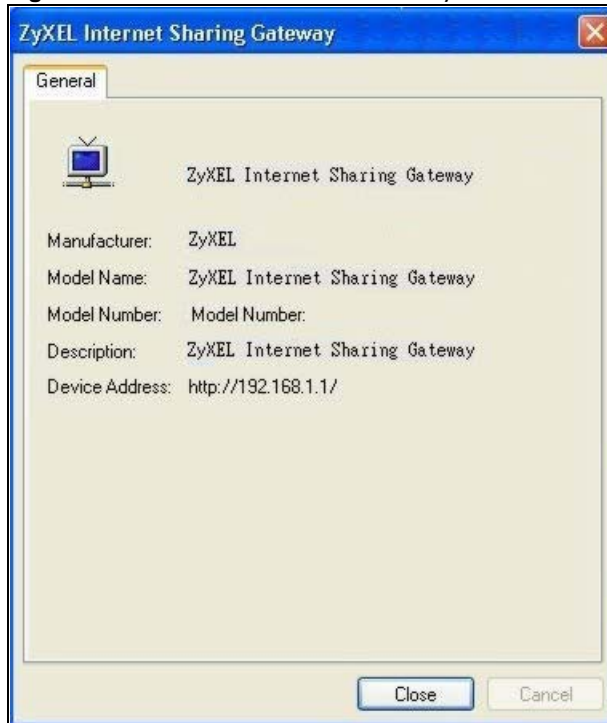 ZyXEL Internet Sharing Gateway
General
ZyXEL Internet Sharing Gateway
Manufacturer: ZyXEL
Model Name: ZyXEL Internet Sharing Gateway
Model Number: Model Number:
Description: ZyXEL Internet Sharing Gateway
Device Address: http://192.168.1.1/
Close Cancel